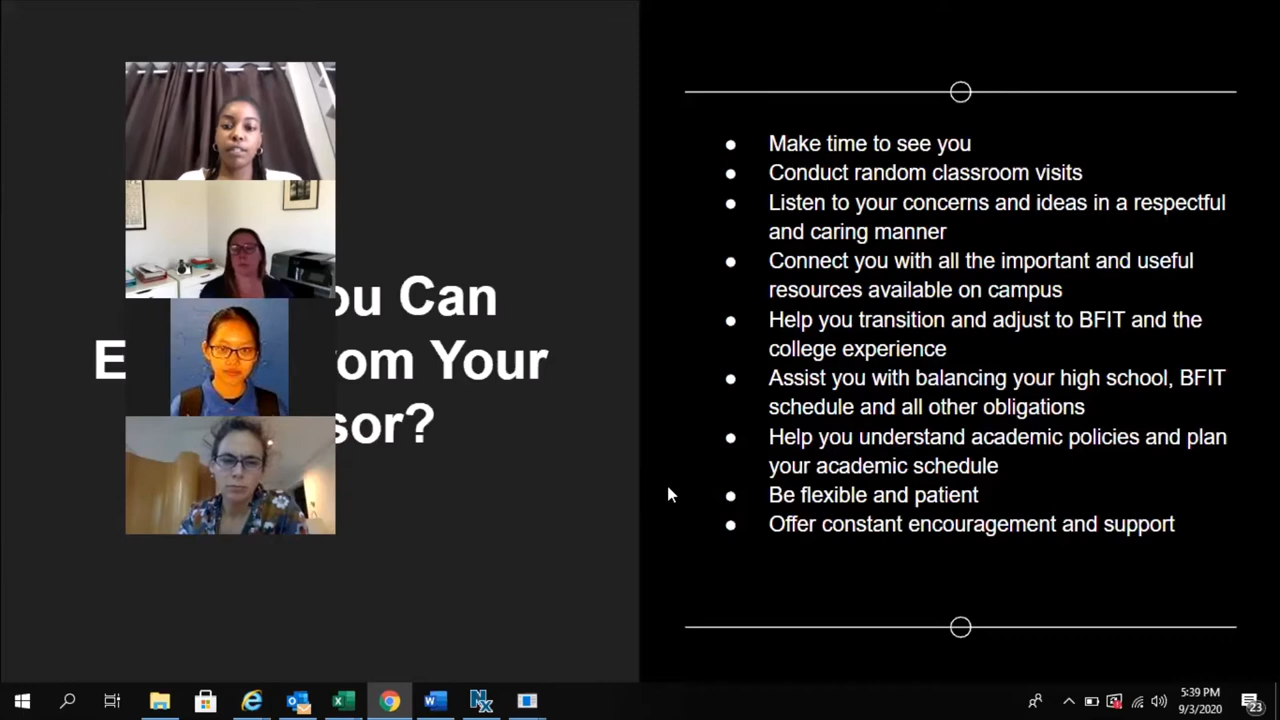 ou Can
E om Your
sor?
Make time to see you
Conduct random classroom visits
Listen to your concerns and ideas in a respectful
and caring manner
Connect you with all the important and useful
resources available on campus
Help you transition and adjust to BFIT and the
college experience
Assist you with balancing your high school, BFIT
schedule and all other obligations
Help you understand academic policies and plan
your academic schedule
Be flexible and patient
Offer constant encouragement and support
5:39 PM
9/3/2020
23